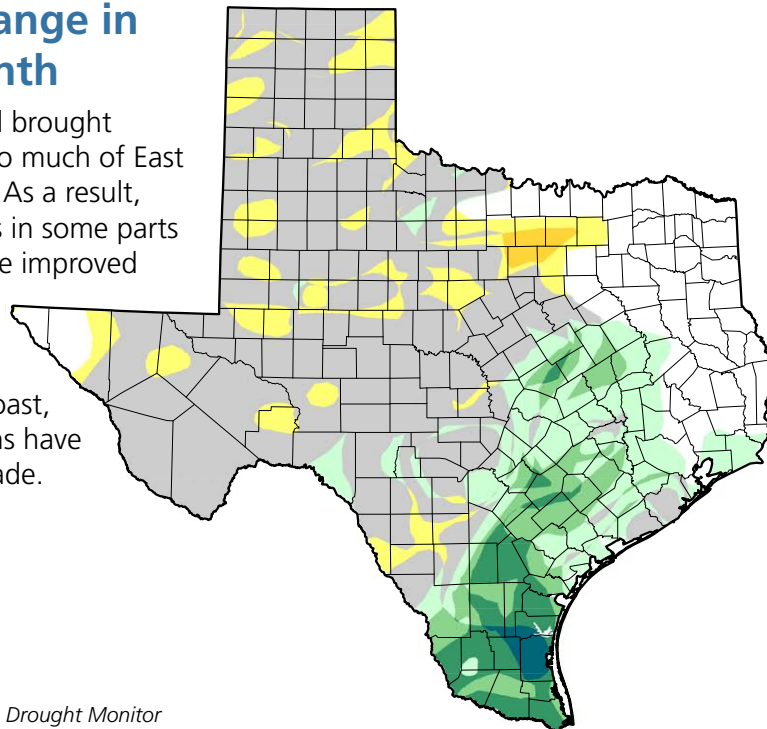 ange in
nth
brought
o much of East
As a result,
s in some parts
e improved
oast,
ns have
ade.
Drought Monitor